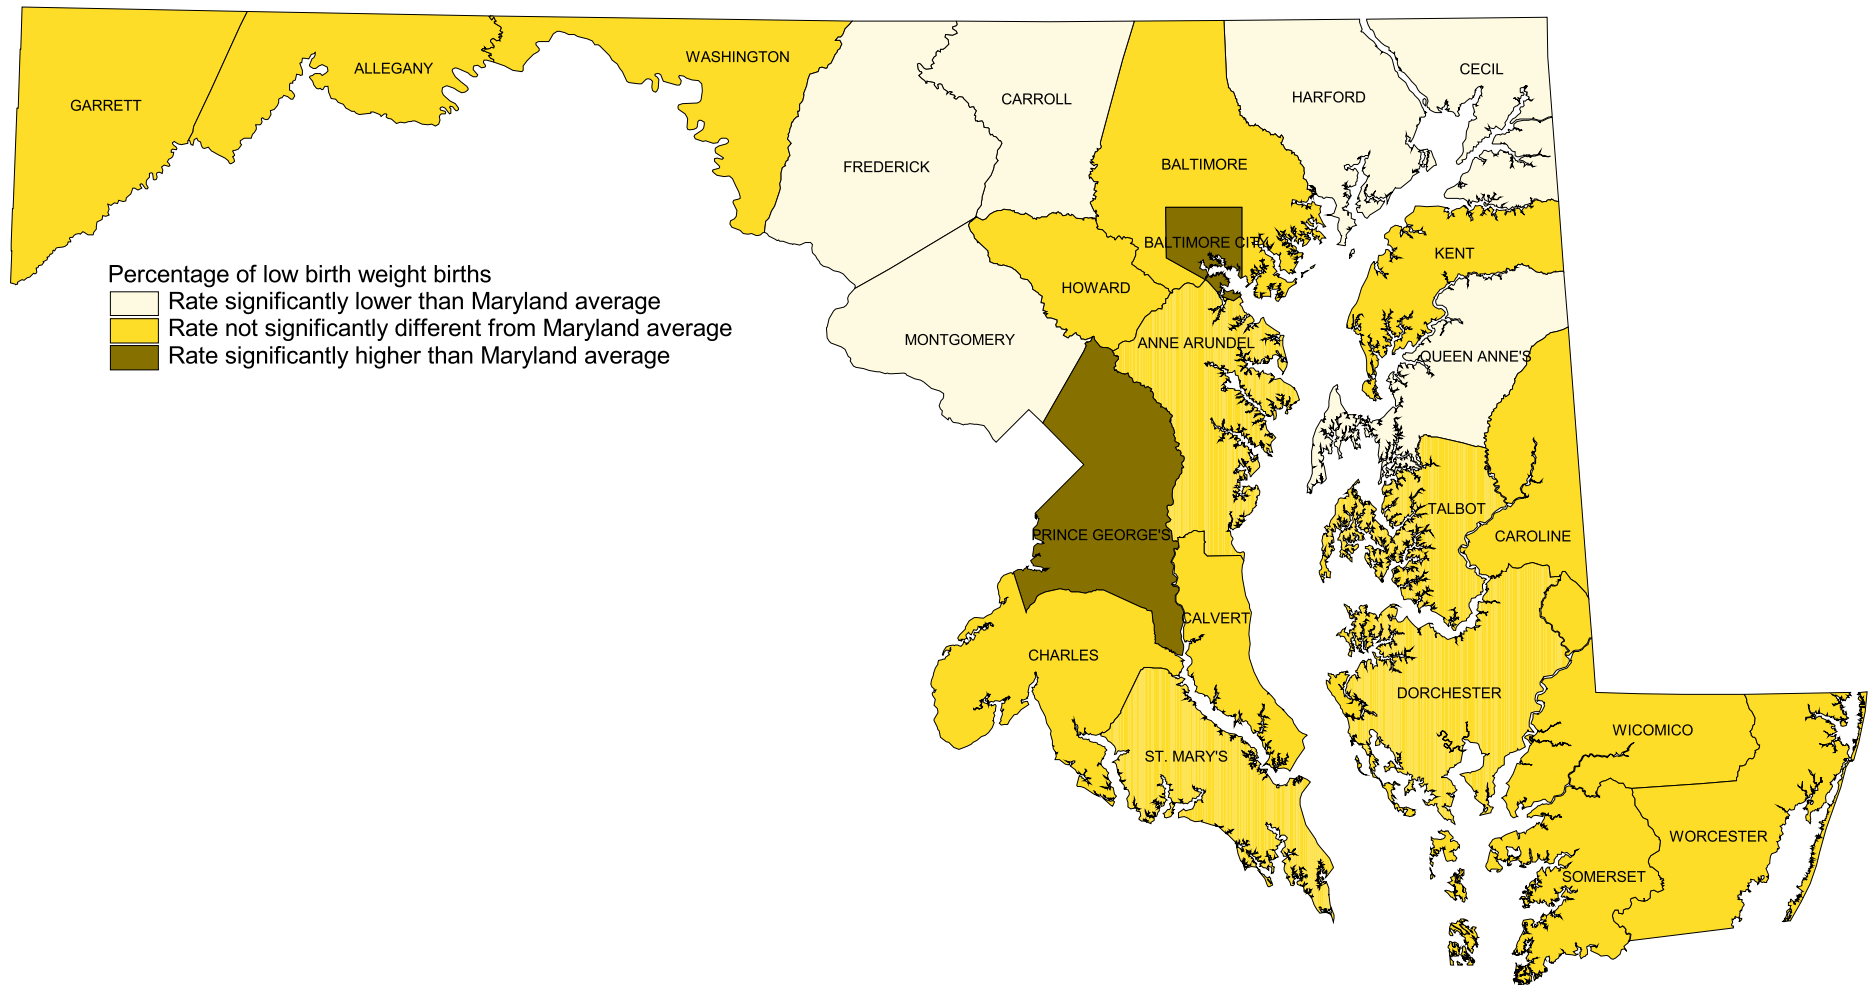 WASHINGTON
ALLEGANY
CECIL
GARRETT
CARROLL
HARFORD
FREDERICK
BALTIMORE
BALTIMORE CITY
KENT
Percentage of low birth weight births
Rate significantly lower than Maryland average
Rate not significantly different from Maryland average
Rate significantly higher than Maryland average
HOWARD
MONTGOMERY
ANNE ARUNDEL
QUEEN ANNE'S
TALBOT
PRINCE GEORGE'S
CAROLINE
CALVERT
CHARLES
DORCHESTER
WICOMICO
ST. MARY'S
WORCESTER
SOMERSET